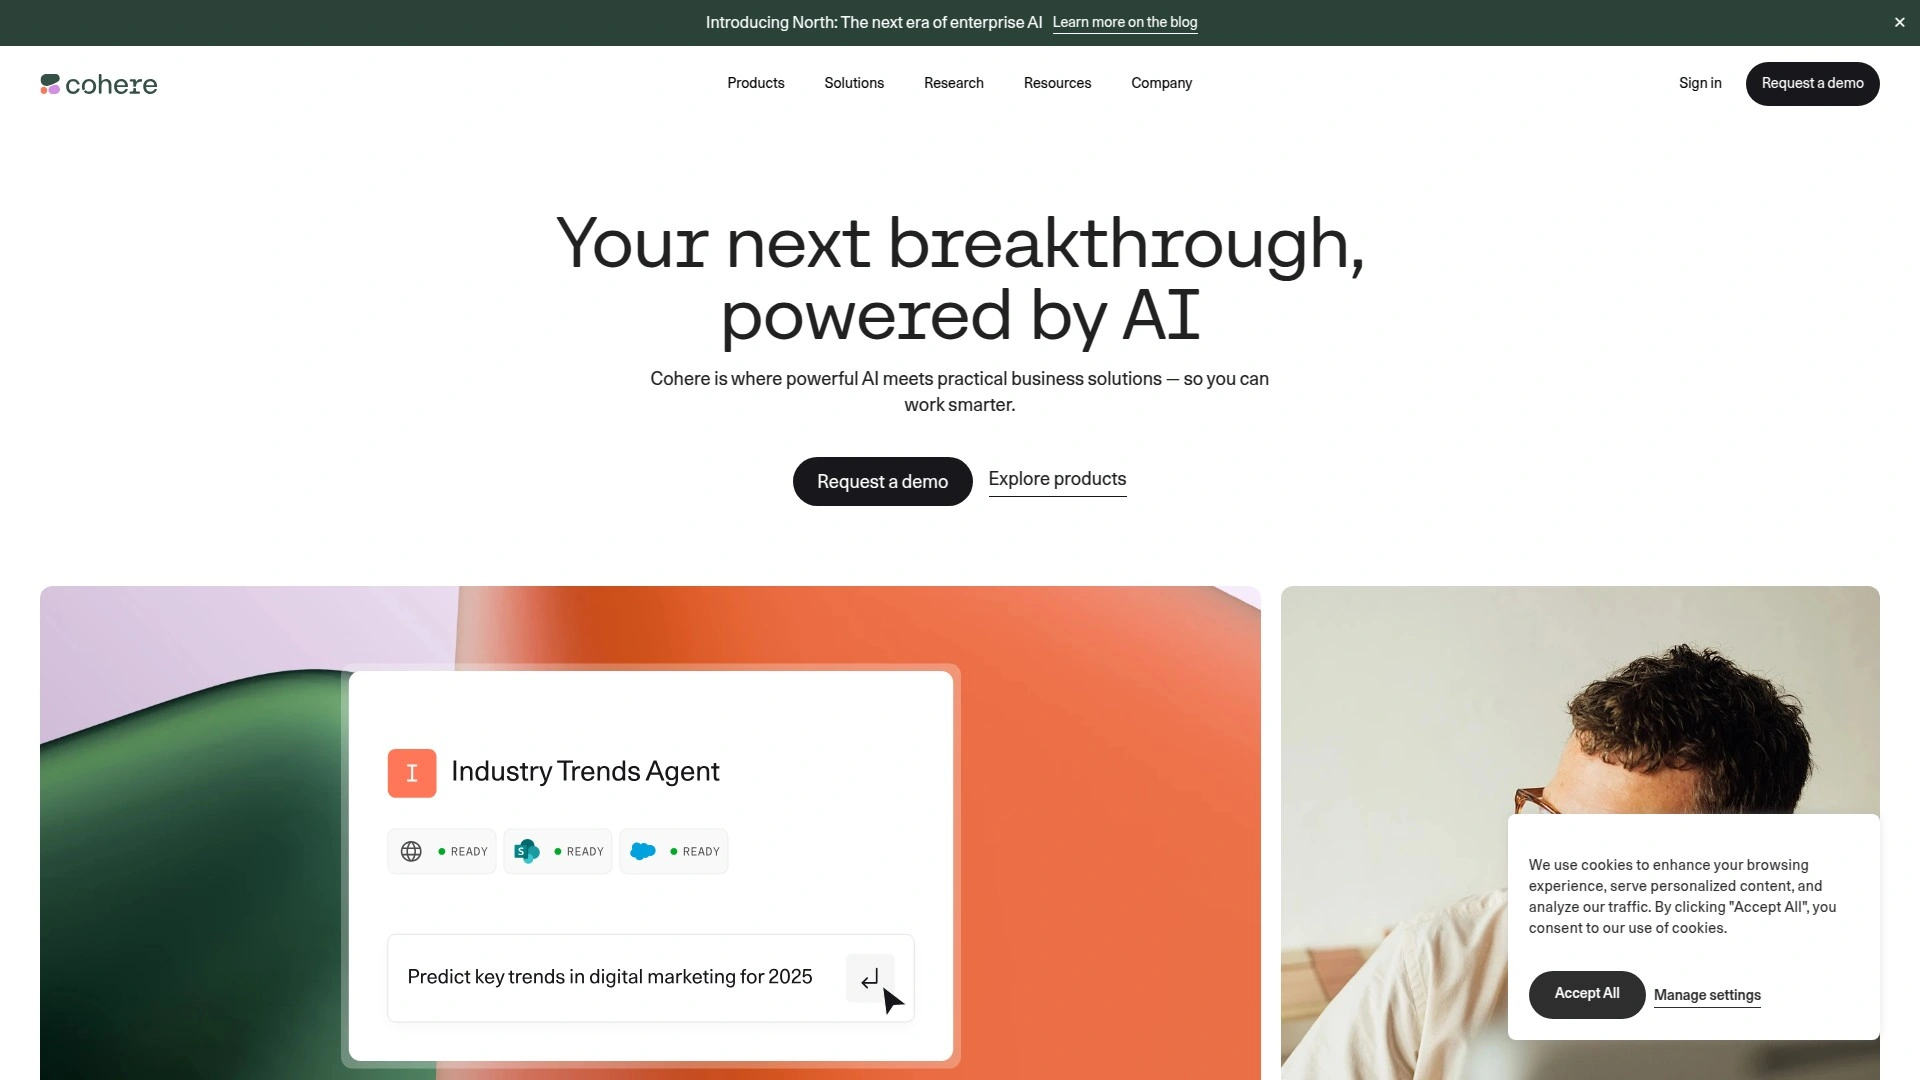 Introducing North: The next era of enterprise AI Learn more on the blog
cohere
Products Solutions Research Resources Company
Sign in Request a demo
Your next breakthrough,
powered by AI
Cohere is where powerful AI meets practical business solutions — so you can
work smarter.
Request a demo Explore products
I Industry Trends Agent
READY S READY READY
Predict key trends in digital marketing for 2025
We use cookies to enhance your browsing
experience, serve personalized content, and
analyze our traffic. By clicking "Accept All", you
consent to our use of cookies.
Accept All Manage settings